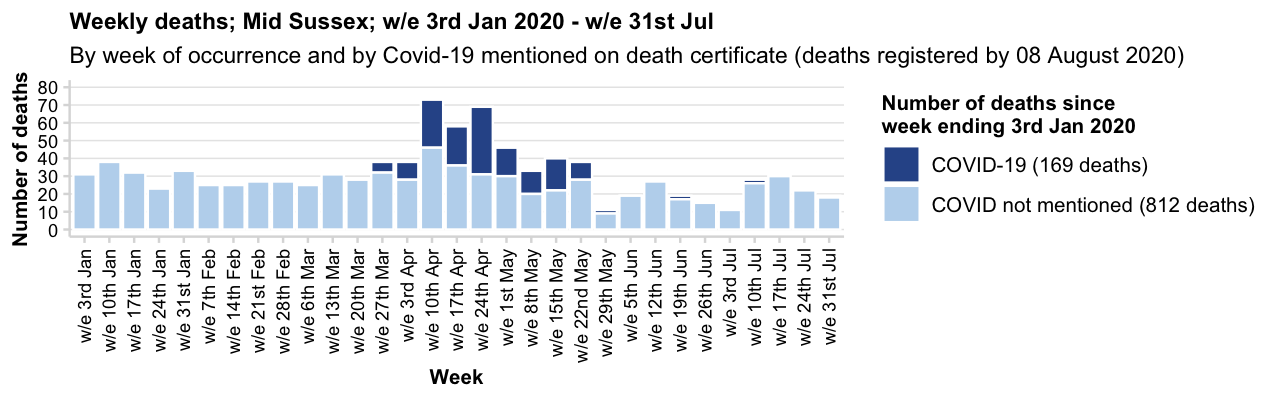 Weekly deaths; Mid Sussex; w/e 3rd Jan 2020 - w/e 31st Jul
By week of occurrence and by Covid-19 mentioned on death certificate (deaths registered by 08 August 2020)
Number of deaths
80
70
60
50
40
30
20
10
0
w/e 3rd Jan
w/e 10th Jan
w/e 17th Jan
w/e 24th Jan
w/e 31st Jan
w/e 7th Feb
w/e 14th Feb
w/e 21st Feb
w/e 28th Feb
w/e 6th Mar
w/e 13th Mar
w/e 20th Mar
w/e 27th Mar
w/e 3rd Apr
w/e 10th Apr
w/e 17th Apr
w/e 24th Apr
w/e 1st May
w/e 8th May
w/e 15th May
w/e 22nd May
w/e 29th May
w/e 5th Jun
w/e 12th Jun
w/e 19th Jun
w/e 26th Jun
w/e 3rd Jul
w/e 10th Jul
w/e 17th Jul
w/e 24th Jul
w/e 31st Jul
Week
Number of deaths since
week ending 3rd Jan 2020
COVID-19 (169 deaths)
COVID not mentioned (812 deaths)